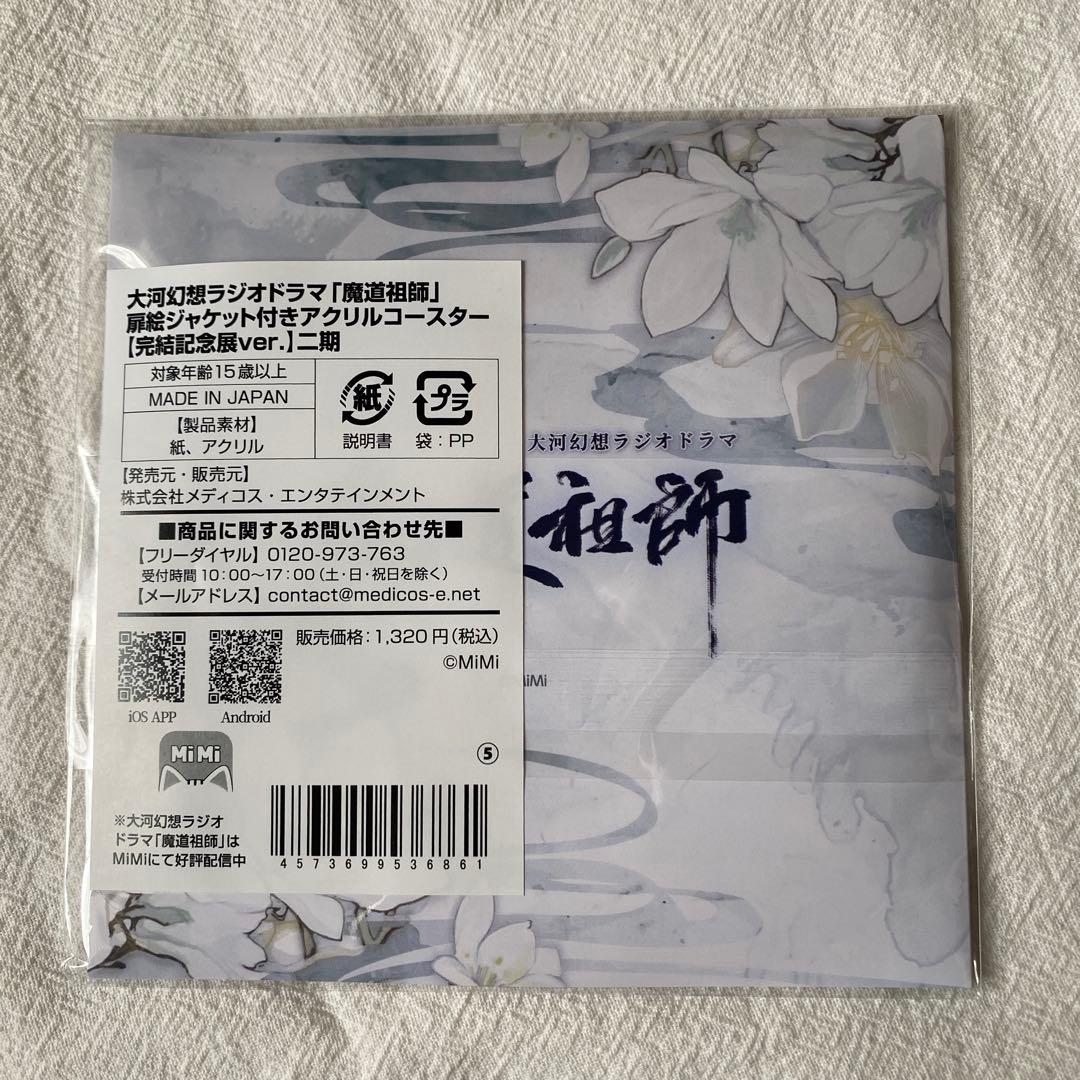 大河幻想ラジオドラマ「魔道祖師」
扉絵ジャケット付きアクリルコースター
【完結記念展ver.】二期
対象年齢15歳以上
MADE IN JAPAN
【製品素材】
紙、アクリル
紙
説明書
プラ
袋：PP
【発売元・販売元】
株式会社メディコス・エンタテインメント
■商品に関するお問い合わせ先■
【フリーダイヤル】0120-973-763
受付時間 10：00〜17：00（土・日・祝日を除く）
【メールアドレス】contact@medicos-e.net
販売価格：1,320円（税込）
©MiMi
iOS APP
Android
MiMi
⑤
※大河幻想ラジオ
ドラマ「魔道祖師」は
MiMiにて好評配信中
4573699536861
大河幻想ラジオドラマ
祖師
MiMi